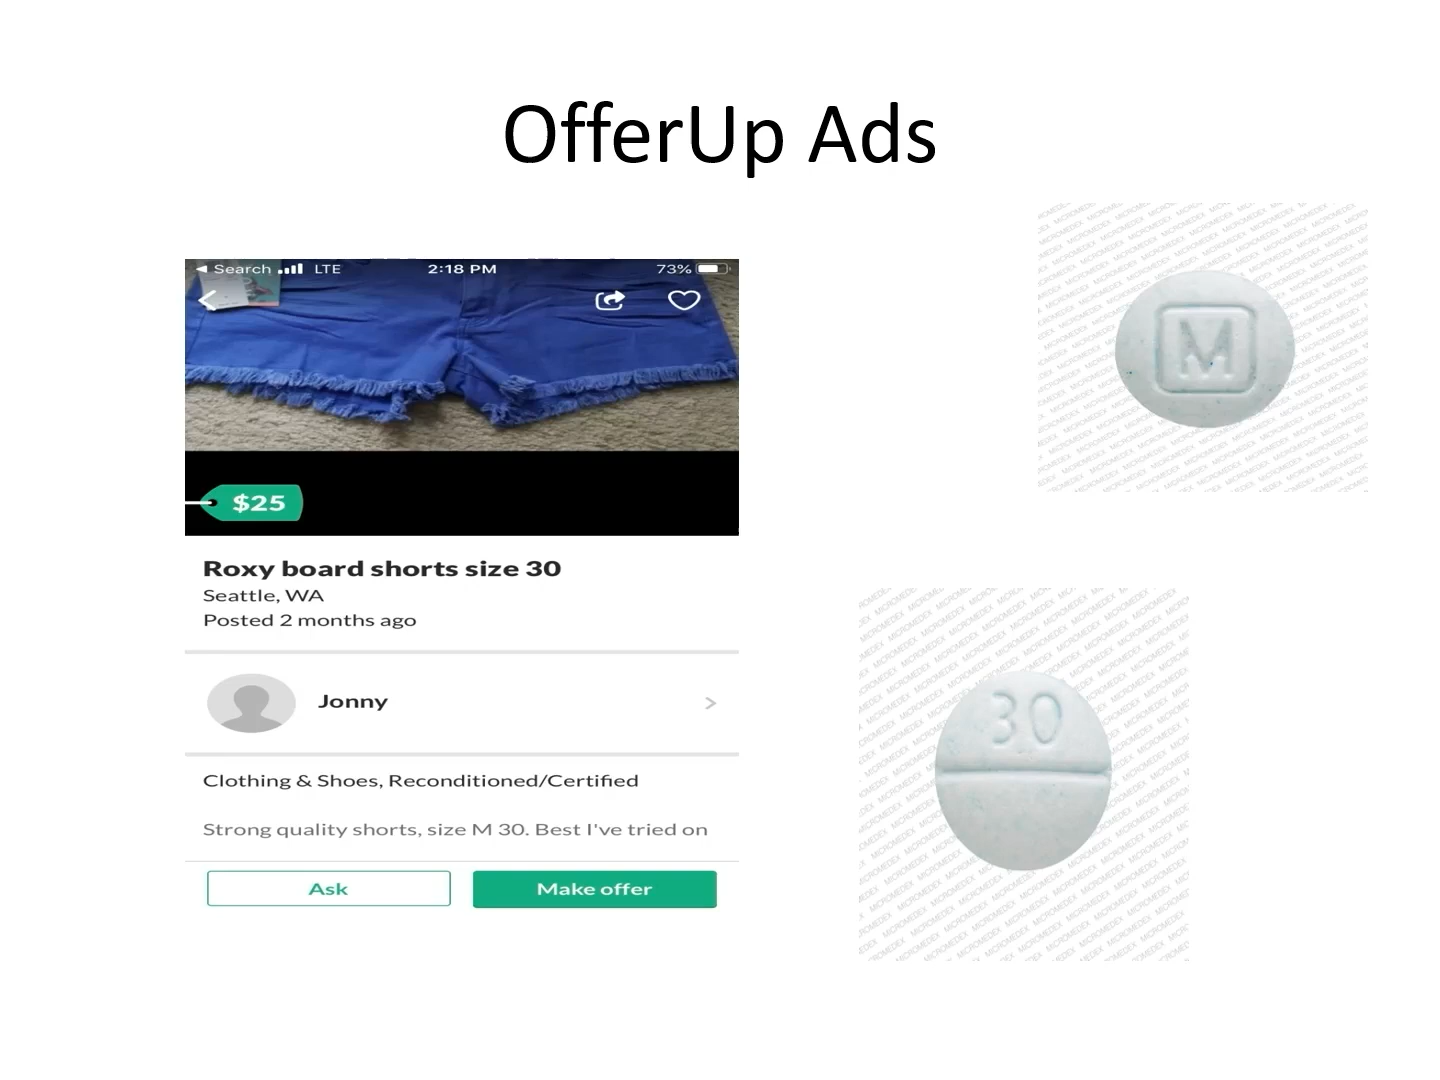 OfferUp Ads
Search LTE 2:18 PM 73%
$25
Roxy board shorts size 30
Seattle, WA
Posted 2 months ago
Jonny
Clothing & Shoes, Reconditioned/Certified
Strong quality shorts, size M 30. Best I've tried on
Ask
Make offer
M
30
MICROMEDEX